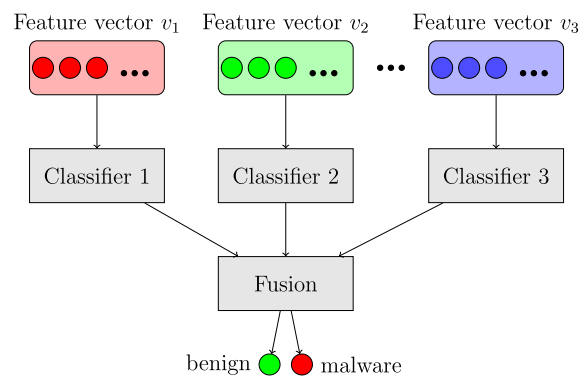 Feature vector v₁ Feature vector v₂ Feature vector v₃
Classifier 1 Classifier 2 Classifier 3
Fusion
benign malware